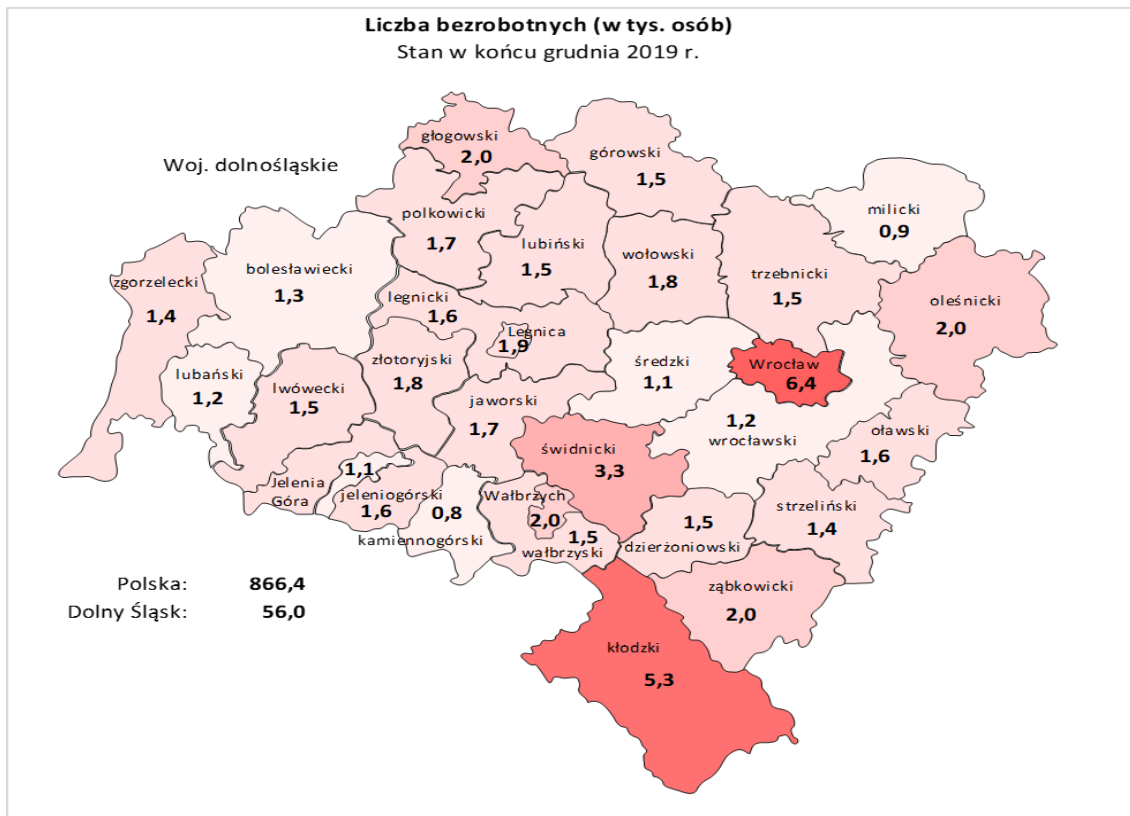 Liczba bezrobotnych (w tys. osób)
Stan w końcu grudnia 2019 r.
Woj. dolnośląskie
głogowski
2,0
górowski
1,5
milicki
0,9
polkowicki
1,7
lubiński
1,5
wołowski
1,8
trzebnicki
1,5
oleśnicki
2,0
zgorzelecki
1,4
bolesławiecki
1,3
legnicki
1,6
Legnica
1,9
złotoryjski
1,8
średzki
1,1
Wrocław
6,4
lubański
1,2
lwówecki
1,5
jaworski
1,7
1,2
wrocławski
oławski
1,6
świdnicki
3,3
Jelenia
Góra
1,1
jeleniogórski
1,6
0,8
kamiennogórski
Wałbrzych
2,0
1,5
wałbrzyski
1,5
dzierżoniowski
strzeliński
1,4
ząbkowicki
2,0
kłodzki
5,3
Polska: 866,4
Dolny Śląsk: 56,0